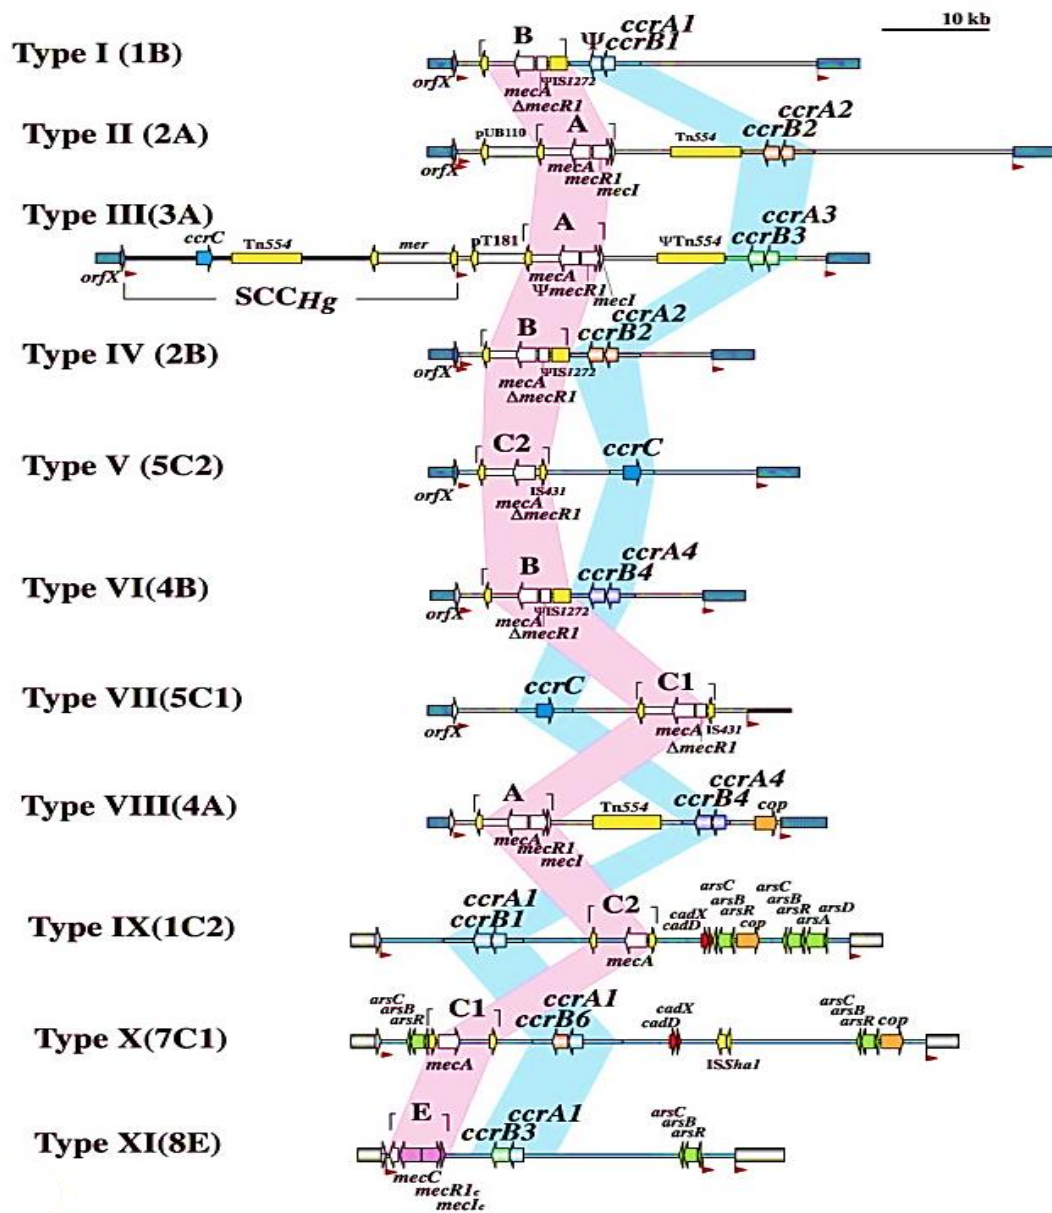 10 kb
Type I (1B)
B
Ψ
ccrA1
ccrB1
orfX
mecA
ΨIS1272
ΔmecR1
Type II (2A)
pUB110
A
Tn554
ccrA2
ccrB2
orfX
mecA
mecR1
mecI
Type III(3A)
ccrC
Tn554
mer
pT181
A
ΨTn554
ccrA3
ccrB3
orfX
mecA
ΨmecR1
mecI
SCCHg
Type IV (2B)
B
ccrA2
ccrB2
orfX
mecA
ΨIS1272
ΔmecR1
Type V (5C2)
C2
ccrC
orfX
IS431
mecA
ΔmecR1
Type VI(4B)
B
ccrA4
ccrB4
orfX
mecA
ΨIS1272
ΔmecR1
Type VII(5C1)
ccrC
C1
orfX
mecA
IS431
ΔmecR1
Type VIII(4A)
A
Tn554
ccrA4
ccrB4
cop
mecA
mecR1
mecI
Type IX(1C2)
ccrA1
ccrB1
C2
cadX
cadD
arsC
arsB
arsR
cop
arsC
arsB
arsR
arsD
arsA
mecA
Type X(7C1)
arsC
arsB
arsR
C1
ccrA1
ccrB6
cadX
cadD
arsC
arsB
arsR
cop
mecA
ISSha1
Type XI(8E)
E
ccrA1
ccrB3
arsC
arsB
arsR
mecC
mecR1c
mecIc